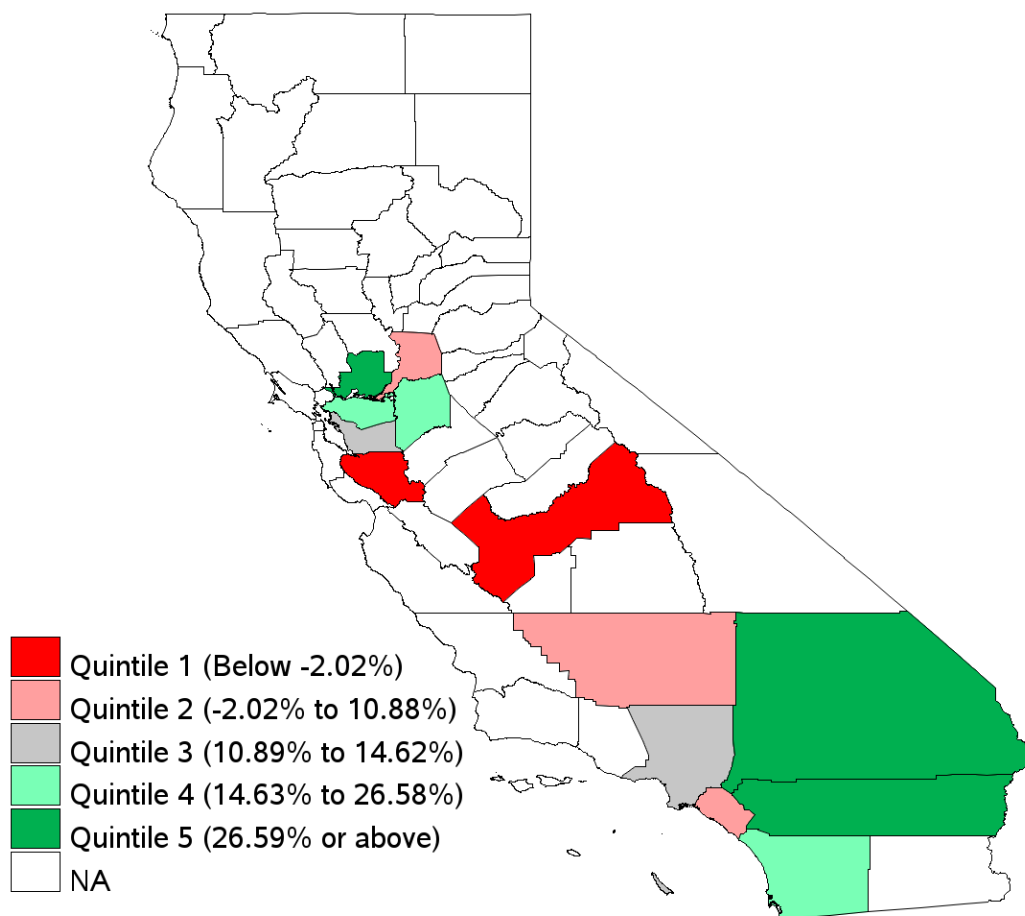 Quintile 1 (Below -2.02%)
Quintile 2 (-2.02% to 10.88%)
Quintile 3 (10.89% to 14.62%)
Quintile 4 (14.63% to 26.58%)
Quintile 5 (26.59% or above)
NA